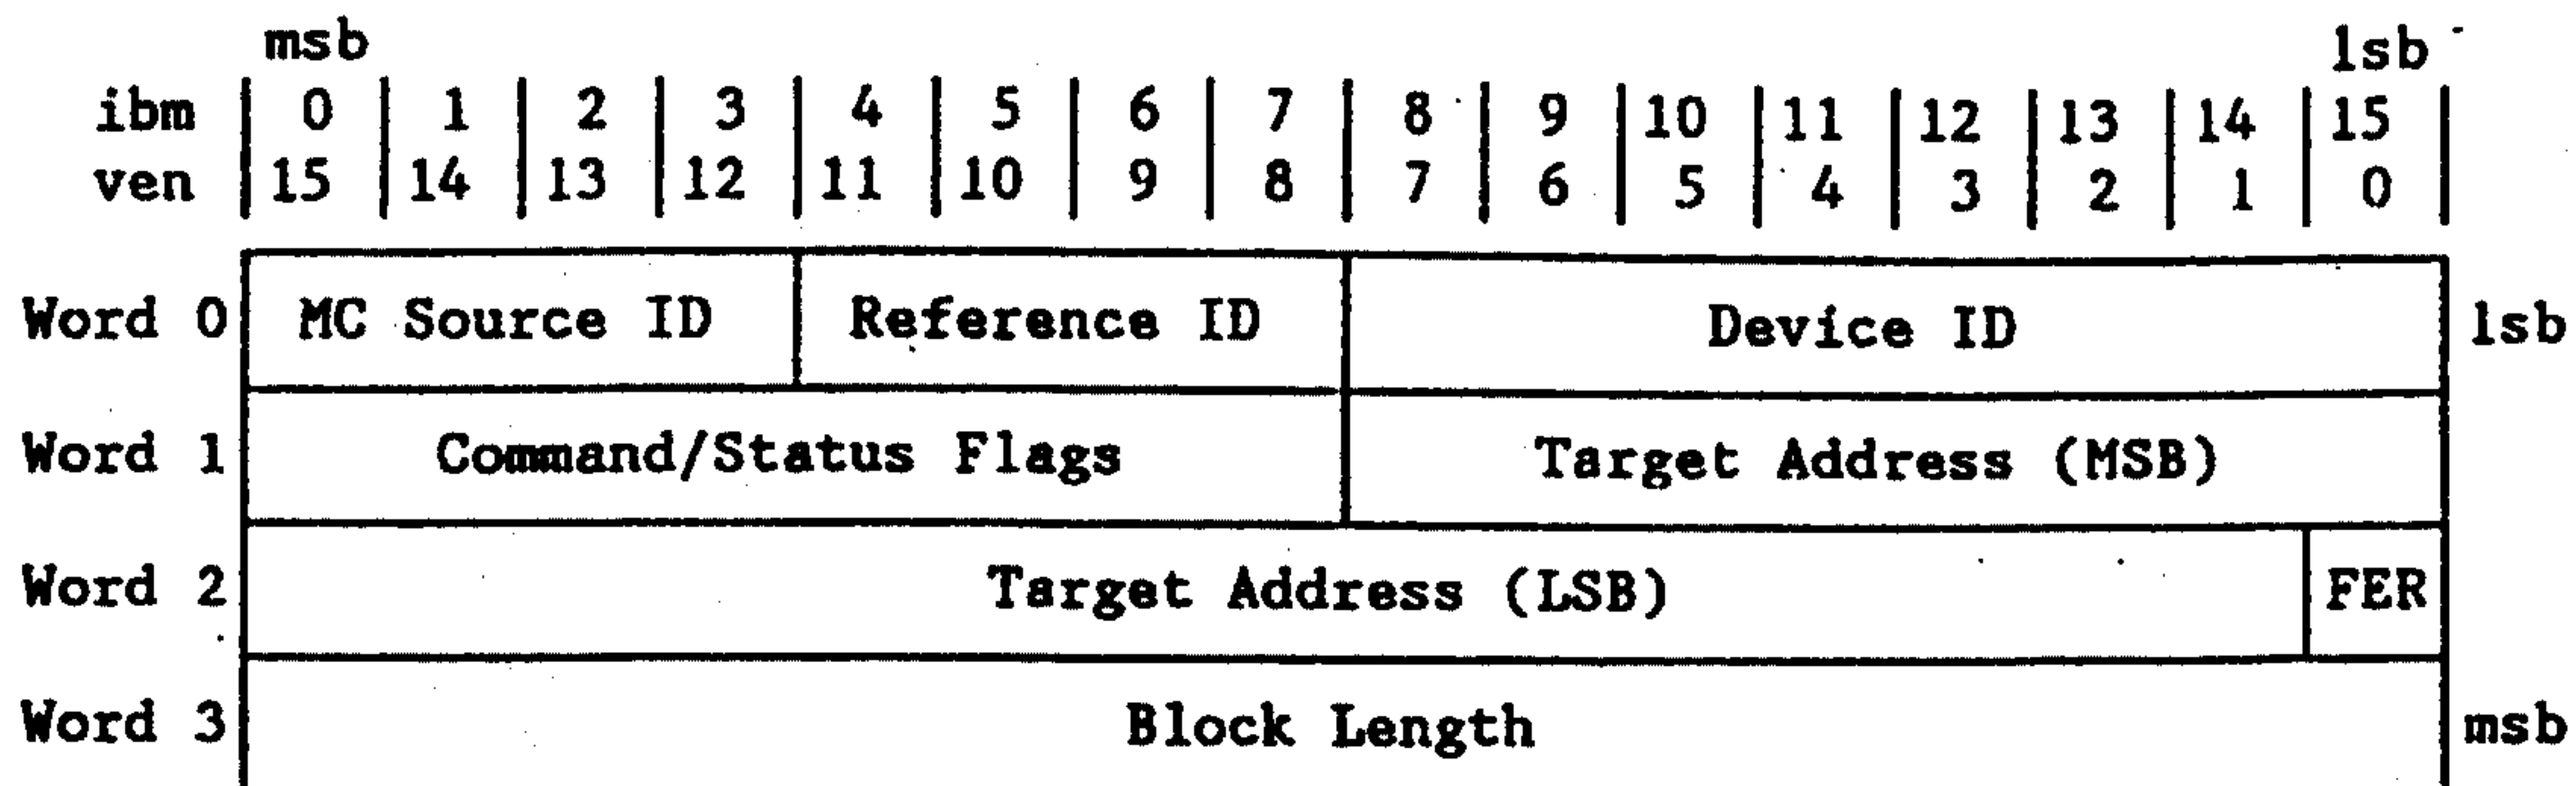 msb lsb
ibm 0 1 2 3 4 5 6 7 8 9 10 11 12 13 14 15
ven 15 14 13 12 11 10 9 8 7 6 5 4 3 2 1 0
Word 0 MC Source ID Reference ID Device ID lsb
Word 1 Command/Status Flags Target Address (MSB)
Word 2 Target Address (LSB) FER
Word 3 Block Length msb